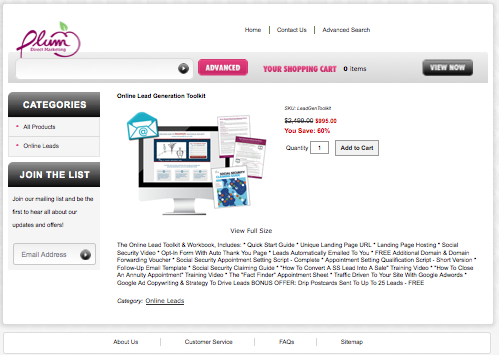 Home | Contact Us | Advanced Search
Plum
Direct Marketing
ADVANCED YOUR SHOPPING CART 0 Items VIEW NOW
CATEGORIES
All Products
Online Leads
JOIN THE LIST
Join our mailing list and be the
first to hear all about our
updates and offers!
Email Address
Online Lead Generation Toolkit
SKU: LeadGenToolkit
$2,499.00 $995.00
You Save: 60%
Quantity 1 Add to Cart
View Full Size
The Online Lead Toolkit & Workbook, Includes: * Quick Start Guide * Unique Landing Page URL * Landing Page Hosting * Social
Security Video * Opt-In Form With Auto Thank You Page * Leads Automatically Emailed To You * FREE Additional Domain & Domain
Forwarding Voucher * Social Security Appointment Setting Script - Complete * Appointment Setting Qualification Script - Short Version *
Follow-Up Email Template * Social Security Claiming Guide * "How To Convert A SS Lead Into A Sale" Training Video * "How To Close
An Annuity Appointment" Training Video * The "Fact Finder" Appointment Sheet * Traffic Driven To Your Site With Google Adwords *
Google Ad Copywriting & Strategy To Drive Leads BONUS OFFER: Drip Postcards Sent To Up To 25 Leads - FREE
Category: Online Leads
About Us | Customer Service | FAQs | Sitemap